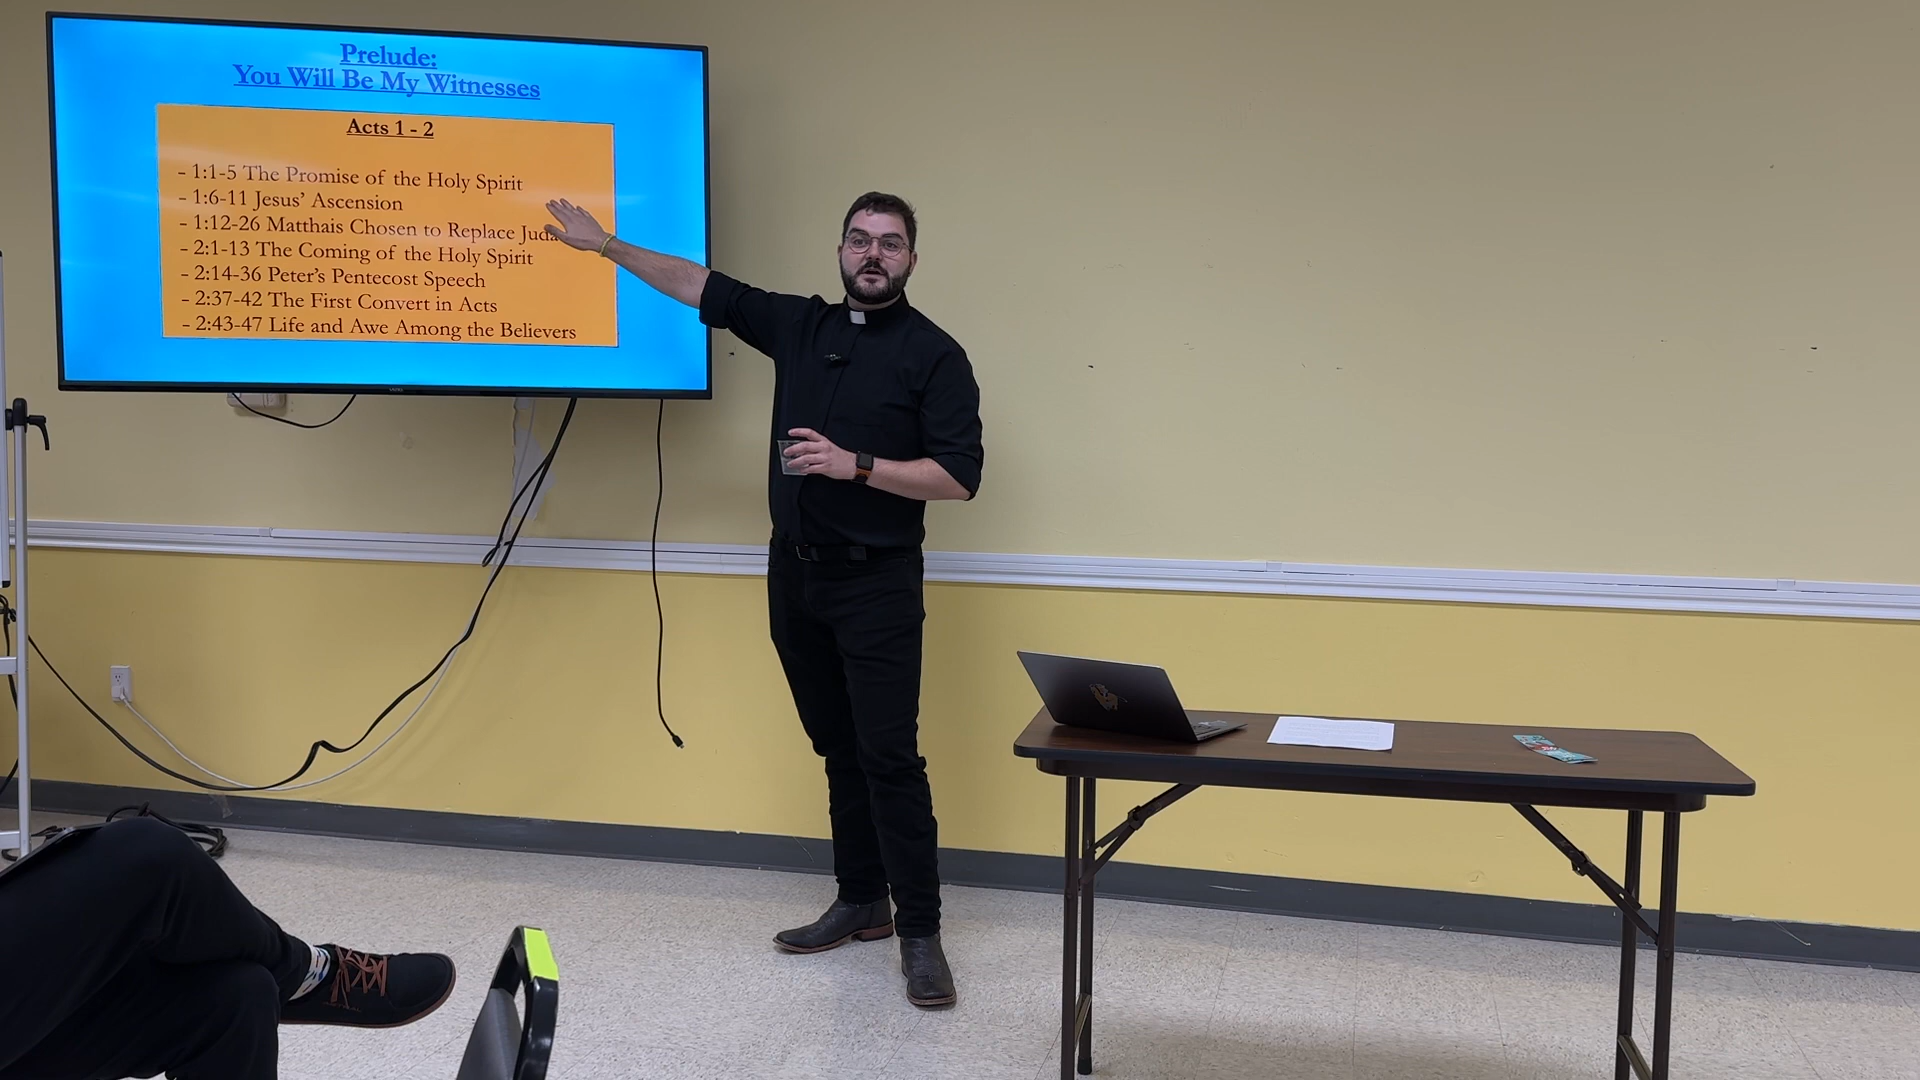 Prelude:
You Will Be My Witnesses
Acts 1 - 2
- 1:1-5 The Promise of the Holy Spirit
- 1:6-11 Jesus’ Ascension
- 1:12-26 Matthais Chosen to Replace Juda
- 2:1-13 The Coming of the Holy Spirit
- 2:14-36 Peter’s Pentecost Speech
- 2:37-42 The First Convert in Acts
- 2:43-47 Life and Awe Among the Believers